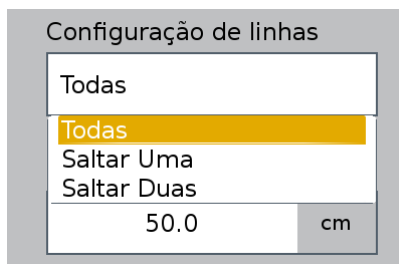 Configuração de linhas
Todas
Todas
Saltar Uma
Saltar Duas
50.0 cm